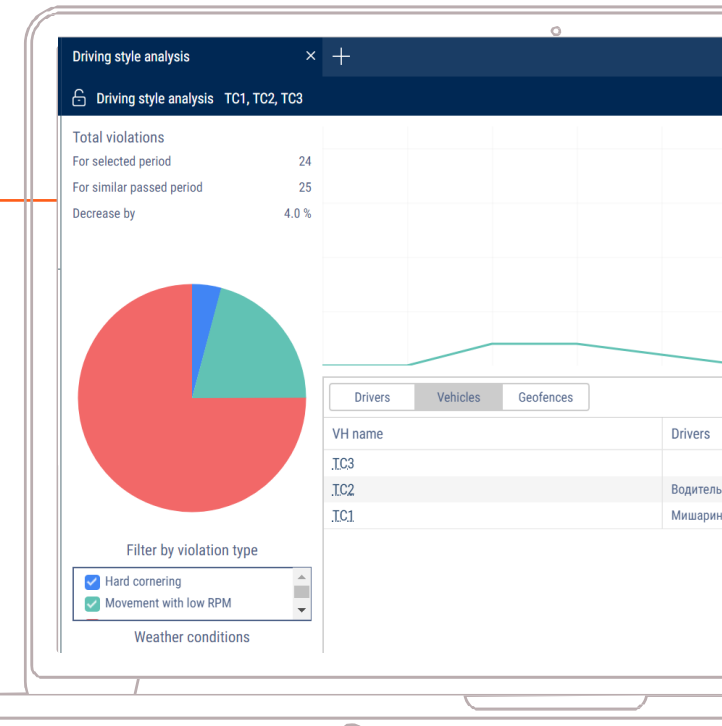 Driving style analysis × +
Driving style analysis TC1, TC2, TC3
Total violations
For selected period 24
For similar passed period 25
Decrease by 4.0 %
Drivers Vehicles Geofences
VH name Drivers
TC3
TC2 Водитель
TC1 Мишарин
Filter by violation type
Hard cornering
Movement with low RPM
Weather conditions